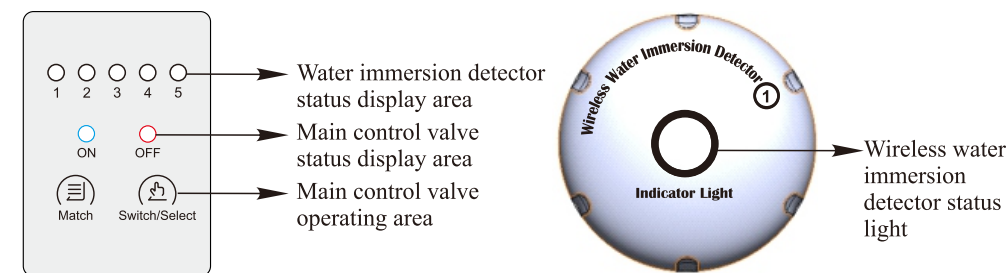 1 2 3 4 5
Water immersion detector
status display area
ON OFF
Main control valve
status display area
Match Switch/Select
Main control valve
operating area
Wireless Water Immersion Detector
1
Indicator Light
Wireless water
immersion
detector status
light